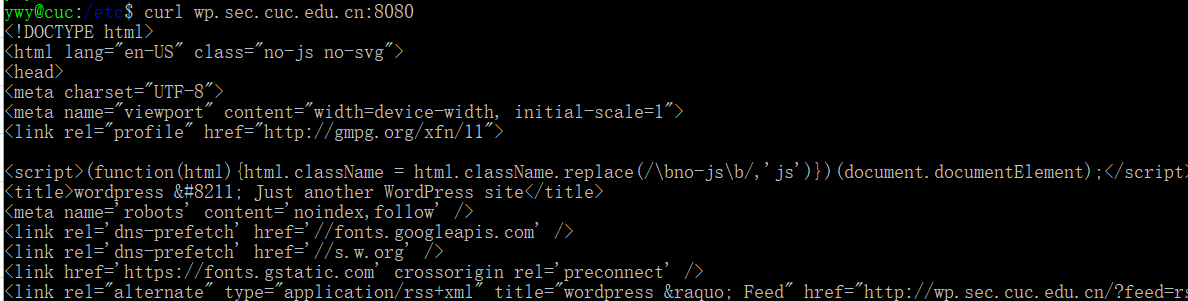 ywy@cuc:/etc$ curl wp.sec.cuc.edu.cn:8080
<!DOCTYPE html>
<html lang="en-US" class="no-js no-svg">
<head>
<meta charset="UTF-8">
<meta name="viewport" content="width=device-width, initial-scale=1">
<link rel="profile" href="http://gmpg.org/xfn/11">
<script>(function(html){html.className = html.className.replace(/\bno-js\b/,'js')})(document.documentElement);</script>
<title>wordpress &#8211; Just another WordPress site</title>
<meta name='robots' content='noindex,follow' />
<link rel='dns-prefetch' href='//fonts.googleapis.com' />
<link rel='dns-prefetch' href='//s.w.org' />
<link href='https://fonts.gstatic.com' crossorigin rel='preconnect' />
<link rel="alternate" type="application/rss+xml" title="wordpress &raquo; Feed" href="http://wp.sec.cuc.edu.cn/?feed=rs